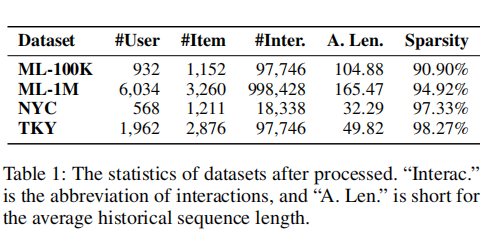 Dataset #User #Item #Inter. A. Len. Sparsity
ML-100K 932 1,152 97,746 104.88 90.90%
ML-1M 6,034 3,260 998,428 165.47 94.92%
NYC 568 1,211 18,338 32.29 97.33%
TKY 1,962 2,876 97,746 49.82 98.27%
Table 1: The statistics of datasets after processed. “Interac.”
is the abbreviation of interactions, and “A. Len.” is short for
the average historical sequence length.